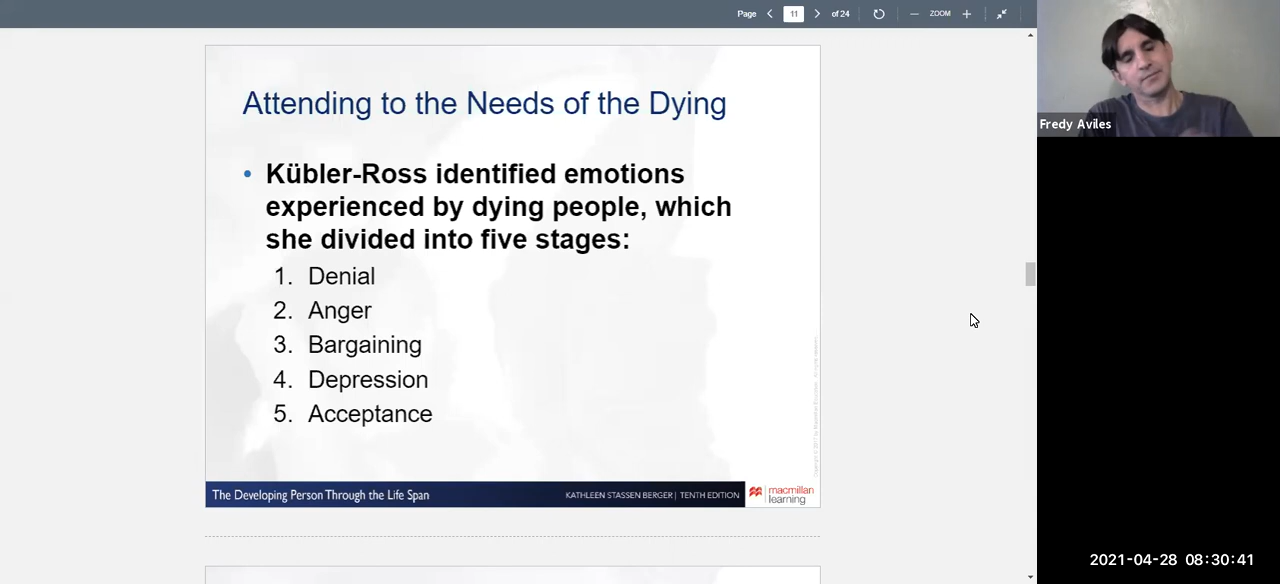 Page 11 of 24 ZOOM
Attending to the Needs of the Dying
• Kübler-Ross identified emotions
experienced by dying people, which
she divided into five stages:
1. Denial
2. Anger
3. Bargaining
4. Depression
5. Acceptance
The Developing Person Through the Life Span
KATHLEEN STASSEN BERGER | TENTH EDITION
macmillan
learning
Fredy Aviles
2021-04-28 08:30:41